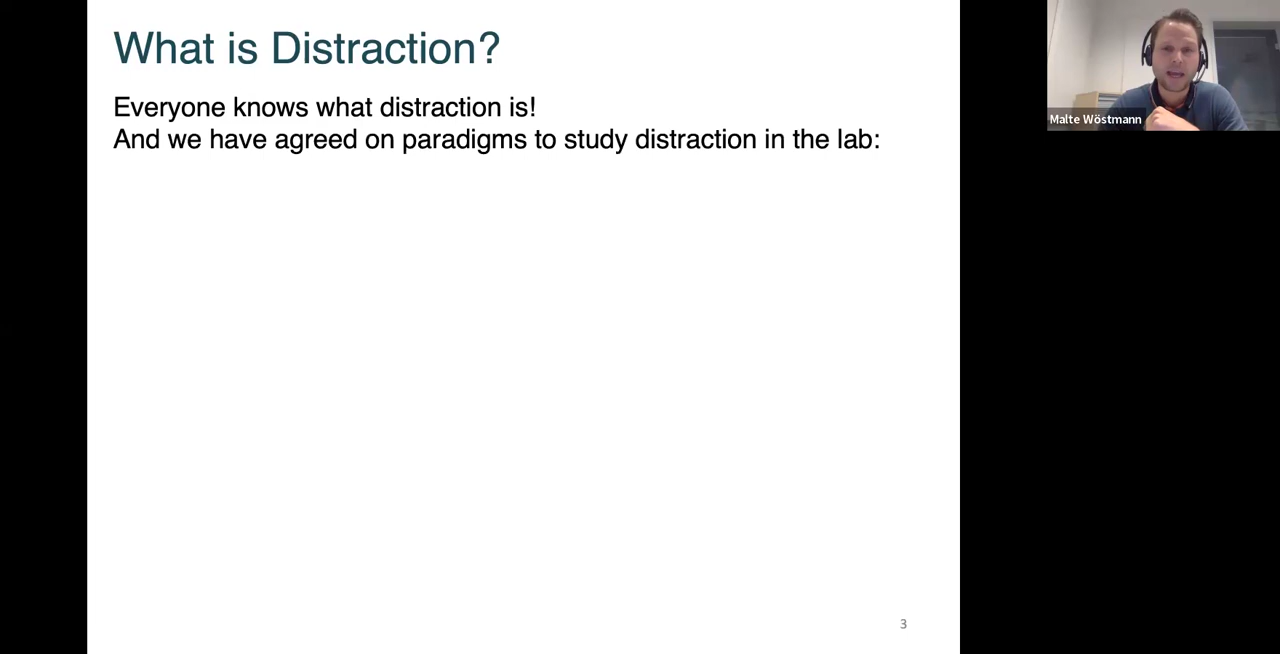 What is Distraction?
Everyone knows what distraction is!
And we have agreed on paradigms to study distraction in the lab:
Malte Wöstmann
3